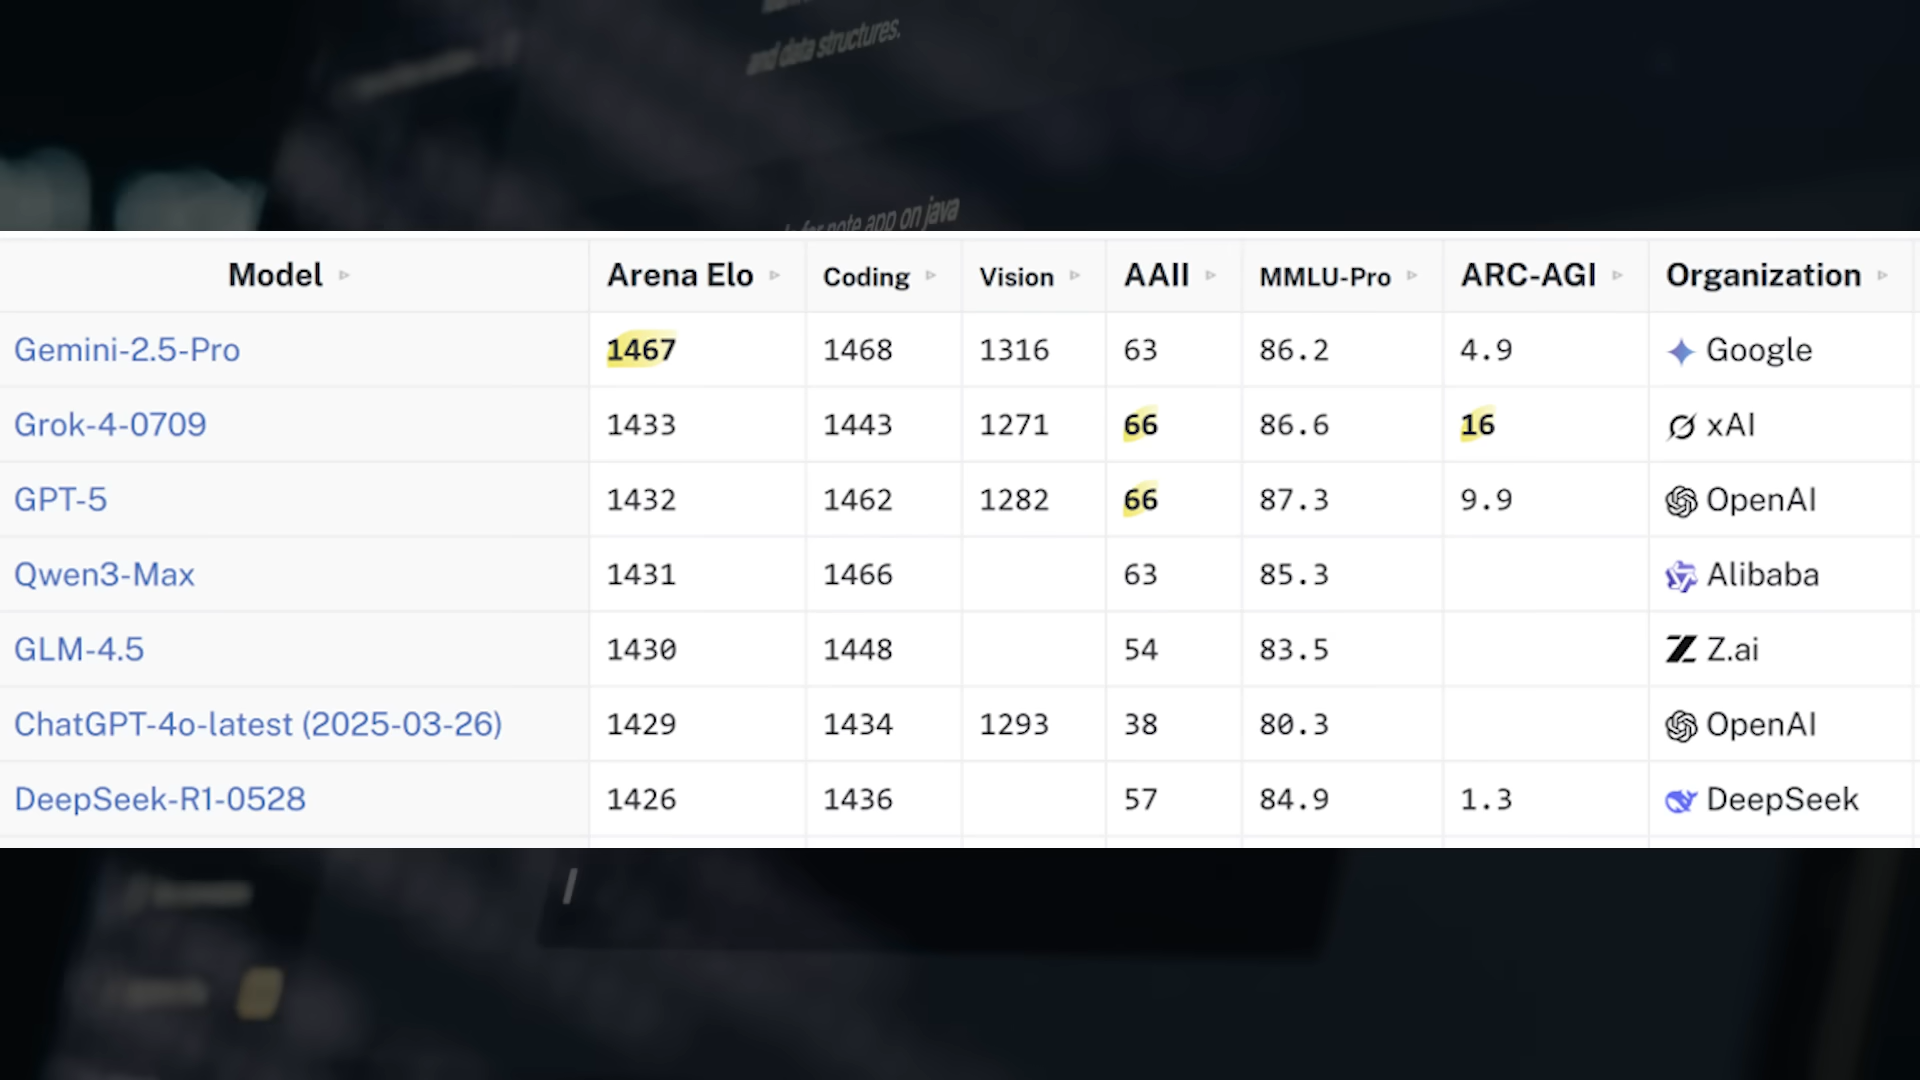 and data structures.
for note app on java
Model Arena Elo Coding Vision AAII MMLU-Pro ARC-AGI Organization
Gemini-2.5-Pro 1467 1468 1316 63 86.2 4.9 Google
Grok-4-0709 1433 1443 1271 66 86.6 16 xAI
GPT-5 1432 1462 1282 66 87.3 9.9 OpenAI
Qwen3-Max 1431 1466 63 85.3 Alibaba
GLM-4.5 1430 1448 54 83.5 Z.ai
ChatGPT-4o-latest (2025-03-26) 1429 1434 1293 38 80.3 OpenAI
DeepSeek-R1-0528 1426 1436 57 84.9 1.3 DeepSeek